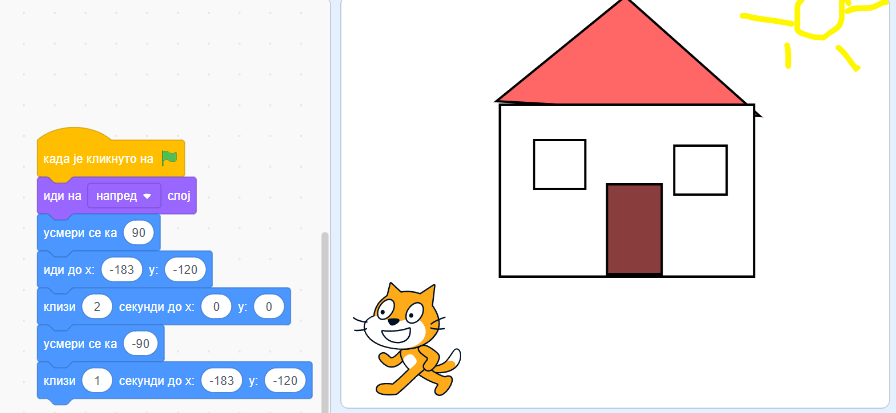 када је кликнуто на
иди на напред слој
усмери се ка 90
иди до x: -183 y: -120
клизи 2 секунди до x: 0 y: 0
усмери се ка -90
клизи 1 секунди до x: -183 y: -120